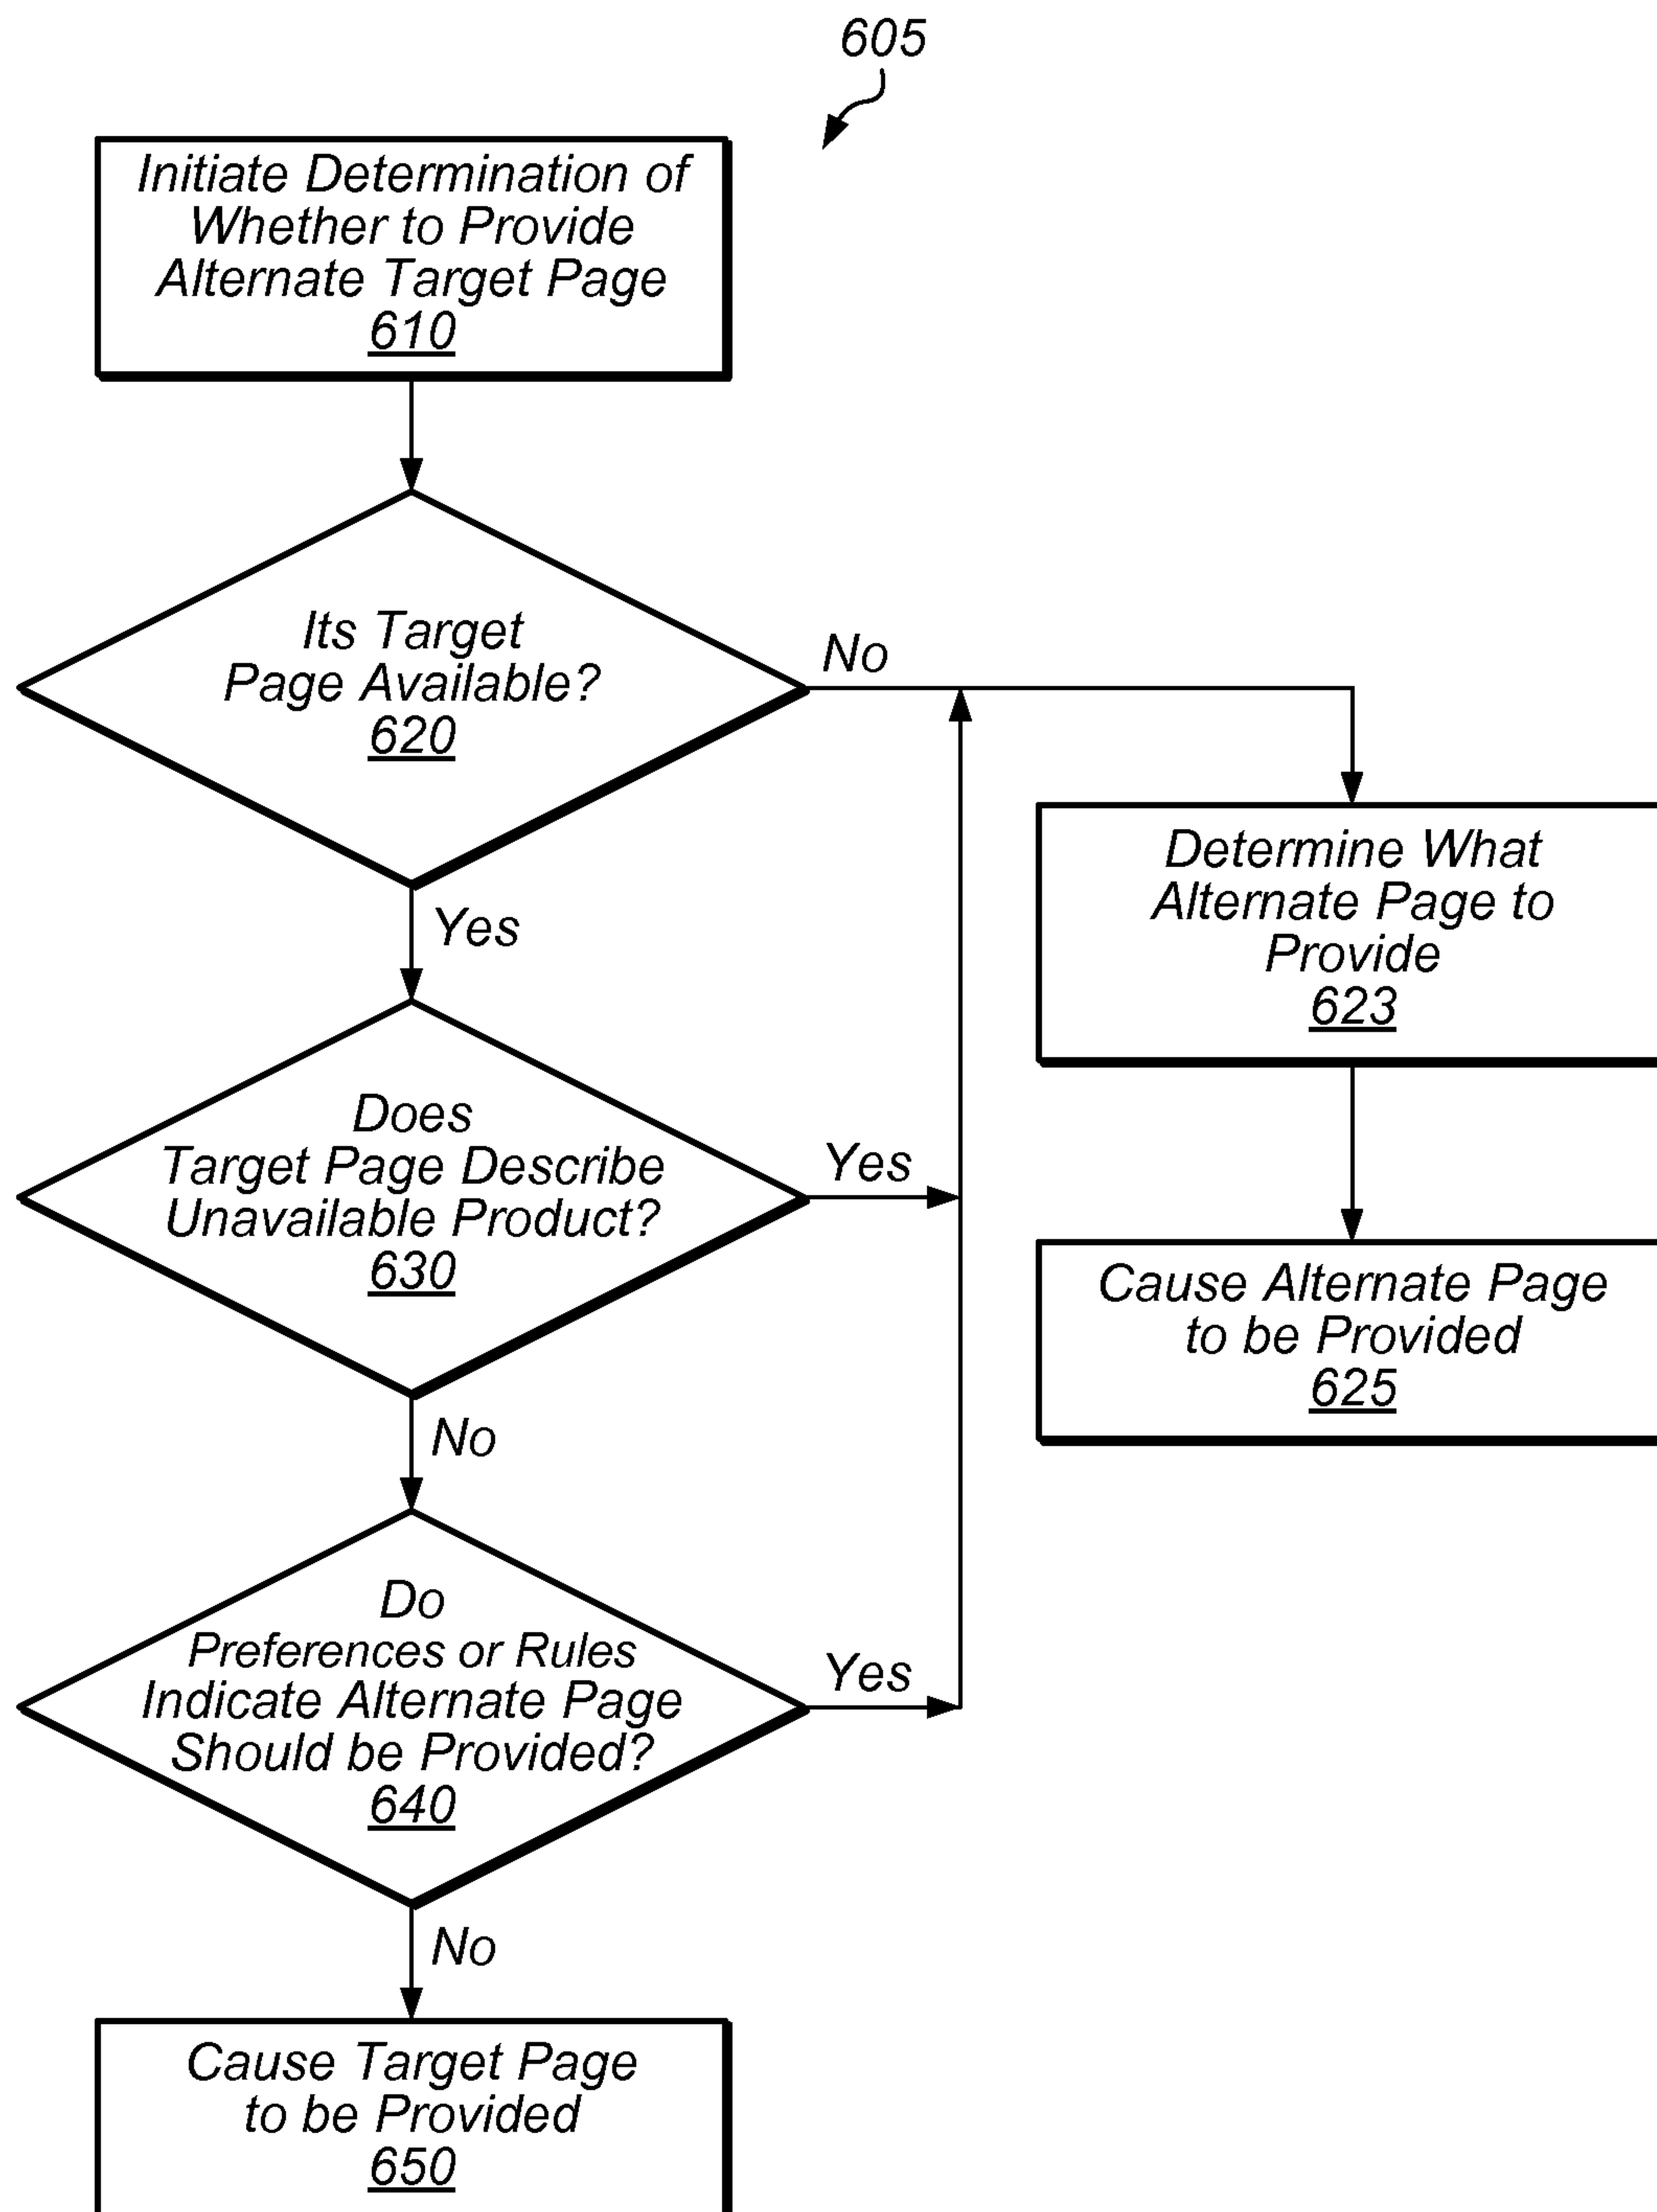 605
Initiate Determination of
Whether to Provide
Alternate Target Page
610
Its Target
Page Available?
620
No
Yes
Determine What
Alternate Page to
Provide
623
Does
Target Page Describe
Unavailable Product?
630
Yes
No
Cause Alternate Page
to be Provided
625
Do
Preferences or Rules
Indicate Alternate Page
Should be Provided?
640
Yes
No
Cause Target Page
to be Provided
650